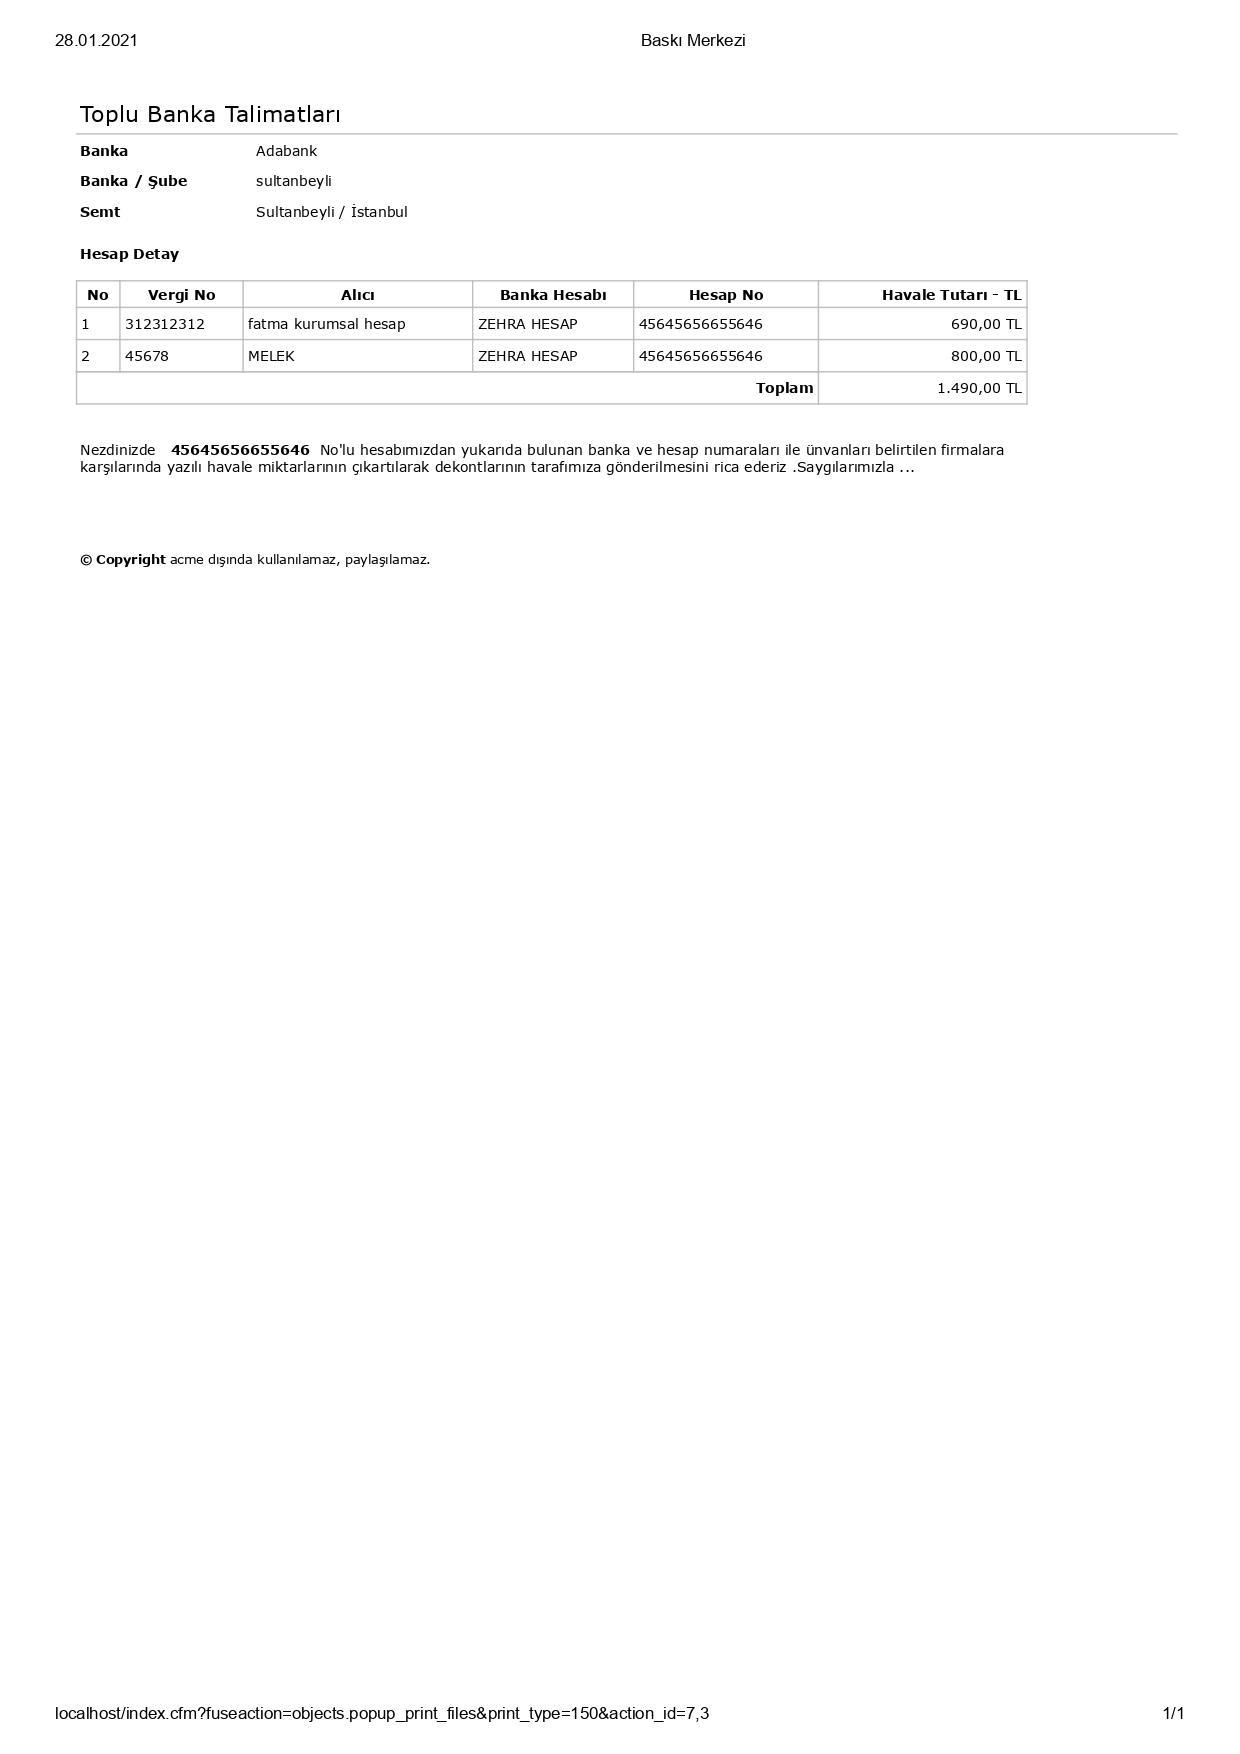 28.01.2021 Baskı Merkezi
Toplu Banka Talimatları
Banka Adabank
Banka / Şube sultanbeyli
Semt Sultanbeyli / İstanbul
Hesap Detay
No Vergi No Alıcı Banka Hesabı Hesap No Havale Tutarı - TL
1 312312312 fatma kurumsal hesap ZEHRA HESAP 45645656655646 690,00 TL
2 45678 MELEK ZEHRA HESAP 45645656655646 800,00 TL
Toplam 1.490,00 TL
Nezdinizde 45645656655646 No'lu hesabımızdan yukarıda bulunan banka ve hesap numaraları ile ünvanları belirtilen firmalara
karşılarında yazılı havale miktarlarının çıkartılarak dekontlarının tarafımıza gönderilmesini rica ederiz .Saygılarımızla ...
© Copyright acme dışında kullanılamaz, paylaşılamaz.
localhost/index.cfm?fuseaction=objects.popup_print_files&print_type=150&action_id=7,3 1/1